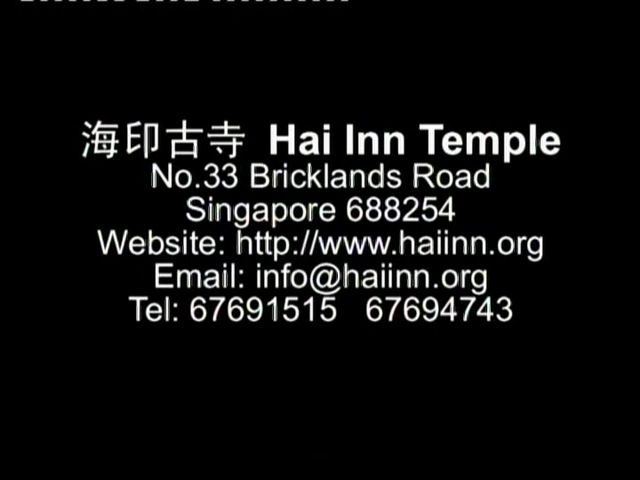 海印古寺 Hai Inn Temple
No.33 Bricklands Road
Singapore 688254
Website: http://www.haiinn.org
Email: info@haiinn.org
Tel: 67691515 67694743